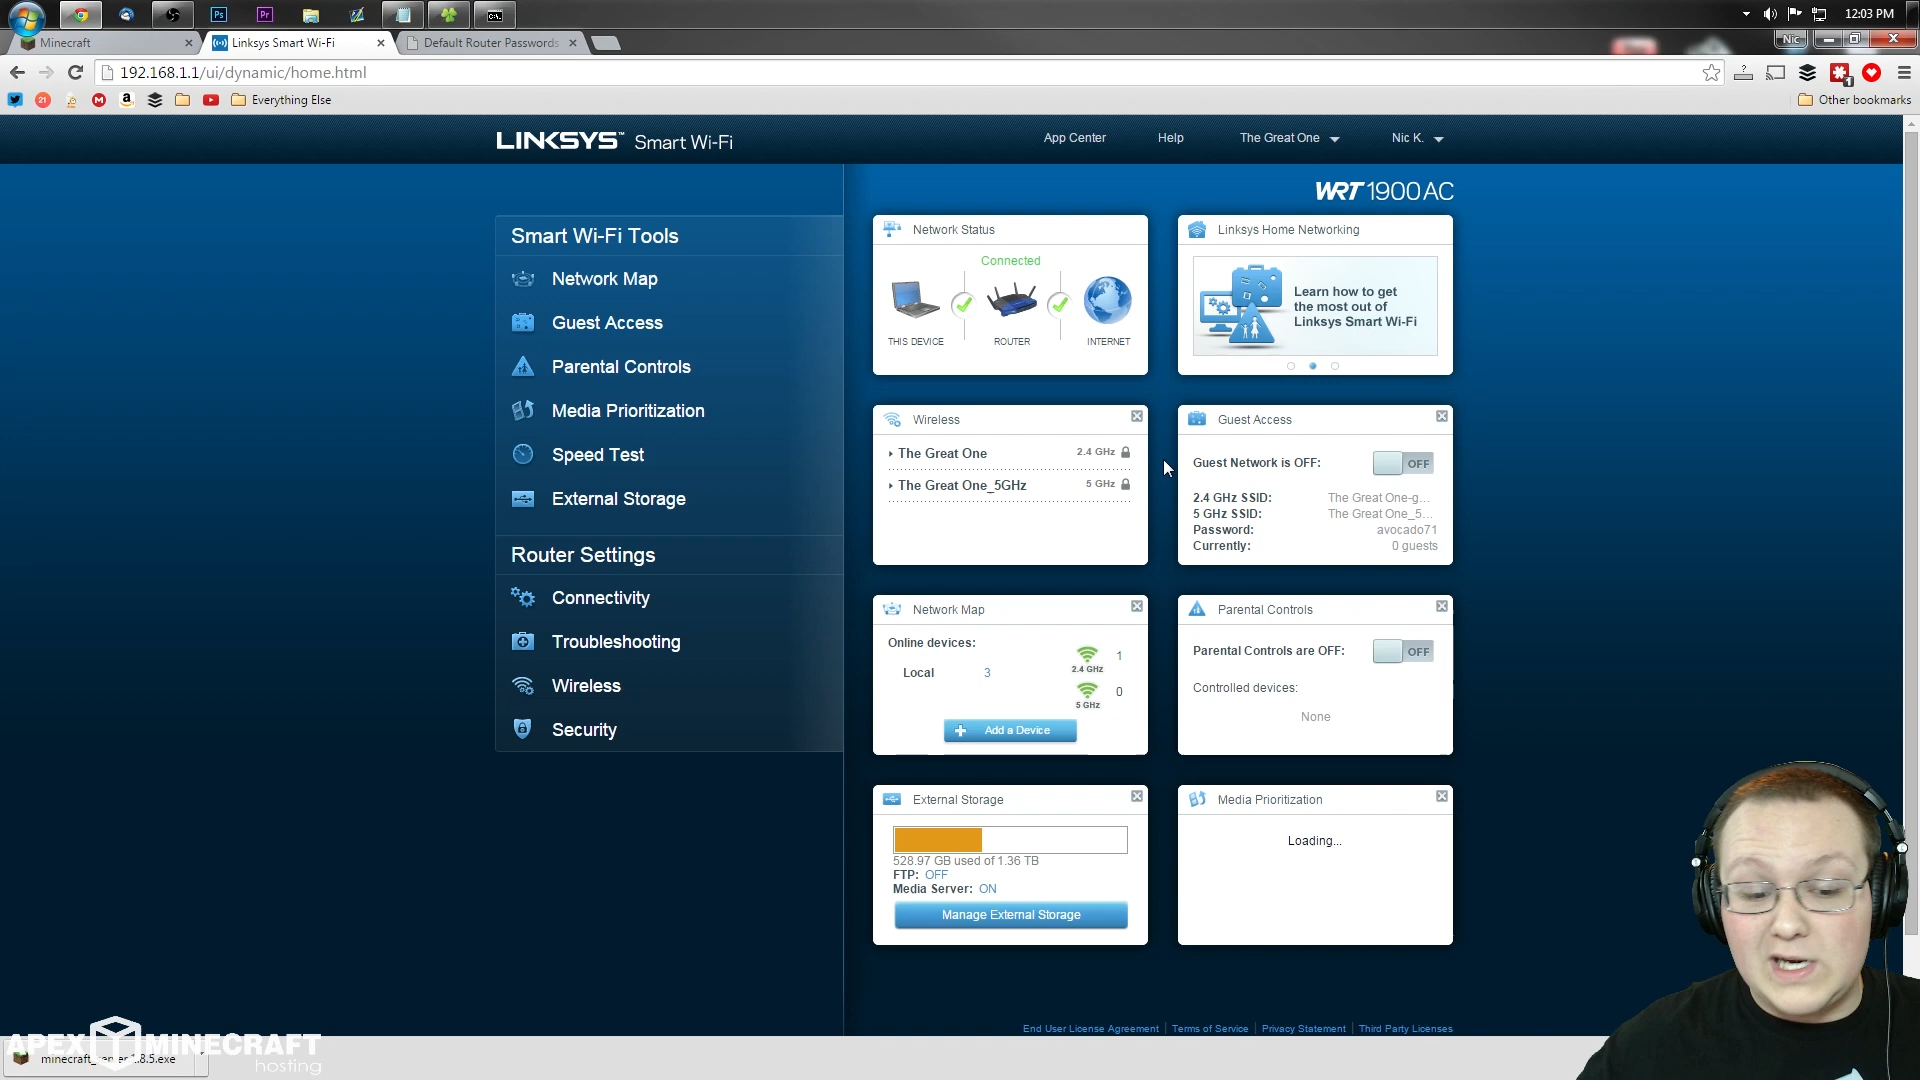 12:03 PM
Minecraft
Linksys Smart Wi-Fi
Default Router Passwords
Nic
192.168.1.1/ui/dynamic/home.html
21
Everything Else
Other bookmarks
LINKSYS™ Smart Wi-Fi
App Center
Help
The Great One
Nic K.
WRT1900AC
Smart Wi-Fi Tools
Network Map
Guest Access
Parental Controls
Media Prioritization
Speed Test
External Storage
Router Settings
Connectivity
Troubleshooting
Wireless
Security
Network Status
Connected
THIS DEVICE
ROUTER
INTERNET
Linksys Home Networking
Learn how to get
the most out of
Linksys Smart Wi-Fi
Wireless
The Great One 2.4 GHz
The Great One_5GHz 5 GHz
Guest Access
Guest Network is OFF: OFF
2.4 GHz SSID: The Great One-g...
5 GHz SSID: The Great One_5...
Password: avocado71
Currently: 0 guests
Network Map
Online devices:
Local 3
1
2.4 GHz
0
5 GHz
Add a Device
Parental Controls
Parental Controls are OFF: OFF
Controlled devices:
None
External Storage
528.97 GB used of 1.36 TB
FTP: OFF
Media Server: ON
Manage External Storage
Media Prioritization
Loading...
End User License Agreement | Terms of Service | Privacy Statement | Third Party Licenses
APEX MINECRAFT
hosting
minecraft_server.1.8.5.exe